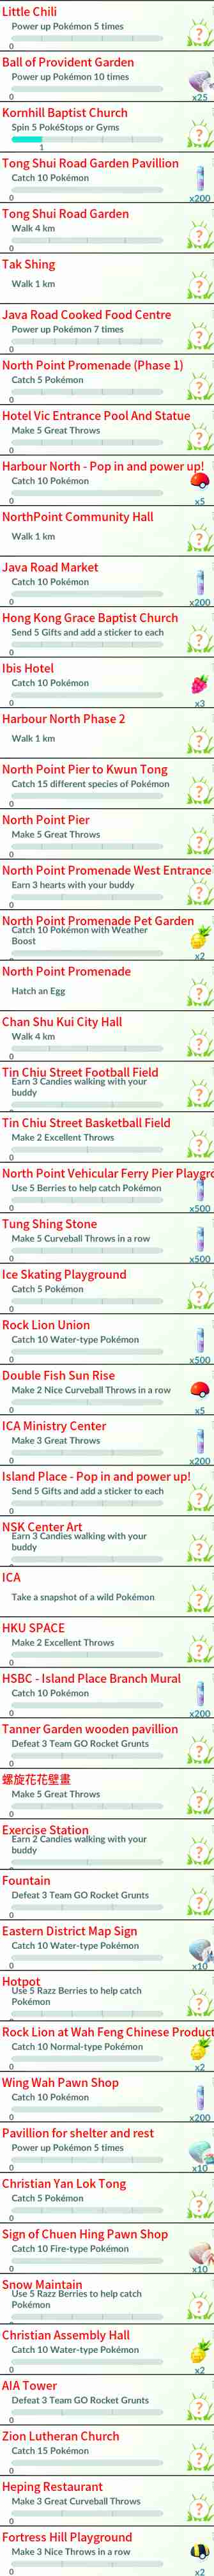 Little Chili
Power up Pokémon 5 times
0
Ball of Provident Garden
Power up Pokémon 10 times
0
x25
Kornhill Baptist Church
Spin 5 PokéStops or Gyms
1
Tong Shui Road Garden Pavillion
Catch 10 Pokémon
0
x200
Tong Shui Road Garden
Walk 4 km
0
Tak Shing
Walk 1 km
Java Road Cooked Food Centre
Power up Pokémon 7 times
0
North Point Promenade (Phase 1)
Catch 5 Pokémon
0
Hotel Vic Entrance Pool And Statue
Make 5 Great Throws
0
Harbour North - Pop in and power up!
Catch 10 Pokémon
0
x5
NorthPoint Community Hall
Walk 1 km
Java Road Market
Catch 10 Pokémon
0
x200
Hong Kong Grace Baptist Church
Send 5 Gifts and add a sticker to each
0
Ibis Hotel
Catch 10 Pokémon
0
x3
Harbour North Phase 2
Walk 1 km
North Point Pier to Kwun Tong
Catch 15 different species of Pokémon
0
North Point Pier
Make 5 Great Throws
0
North Point Promenade West Entrance
Earn 3 hearts with your buddy
0
North Point Promenade Pet Garden
Catch 10 Pokémon with Weather
Boost
0
x2
North Point Promenade
Hatch an Egg
Chan Shu Kui City Hall
Walk 4 km
0
Tin Chiu Street Football Field
Earn 3 Candies walking with your
buddy
Tin Chiu Street Basketball Field
Make 2 Excellent Throws
0
North Point Vehicular Ferry Pier Playgro
Use 5 Berries to help catch Pokémon
0
x500
Tung Shing Stone
Make 5 Curveball Throws in a row
0
x500
Ice Skating Playground
Catch 5 Pokémon
0
Rock Lion Union
Catch 10 Water-type Pokémon
0
x500
Double Fish Sun Rise
Make 2 Nice Curveball Throws in a row
0
x5
ICA Ministry Center
Make 3 Great Throws
0
x200
Island Place - Pop in and power up!
Send 5 Gifts and add a sticker to each
0
NSK Center Art
Earn 3 Candies walking with your
buddy
ICA
Take a snapshot of a wild Pokémon
HKU SPACE
Make 2 Excellent Throws
0
HSBC - Island Place Branch Mural
Catch 10 Pokémon
0
x200
Tanner Garden wooden pavillion
Defeat 3 Team GO Rocket Grunts
0
螺旋花花壁畫
Make 5 Great Throws
0
Exercise Station
Earn 2 Candies walking with your
buddy
Fountain
Defeat 3 Team GO Rocket Grunts
0
Eastern District Map Sign
Catch 10 Water-type Pokémon
0
x10
Hotpot
Use 5 Razz Berries to help catch
Pokémon
0
Rock Lion at Wah Feng Chinese Product
Catch 10 Normal-type Pokémon
0
x2
Wing Wah Pawn Shop
Catch 10 Pokémon
0
x200
Pavillion for shelter and rest
Power up Pokémon 5 times
0
x10
Christian Yan Lok Tong
Catch 5 Pokémon
0
Sign of Chuen Hing Pawn Shop
Catch 10 Fire-type Pokémon
0
x10
Snow Maintain
Use 5 Razz Berries to help catch
Pokémon
0
Christian Assembly Hall
Catch 10 Water-type Pokémon
0
x2
AIA Tower
Defeat 3 Team GO Rocket Grunts
0
Zion Lutheran Church
Catch 15 Pokémon
0
Heping Restaurant
Make 3 Great Curveball Throws
0
Fortress Hill Playground
Make 3 Nice Throws in a row
0
x2